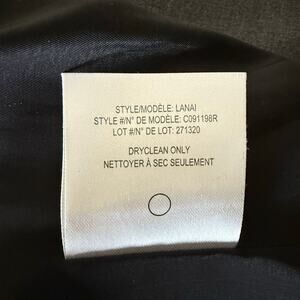 STYLE/MODÈLE: LANAI
STYLE #/N° DE MODÈLE: C091198R
LOT #/N° DE LOT: 271320
DRYCLEAN ONLY
NETTOYER À SEC SEULEMENT